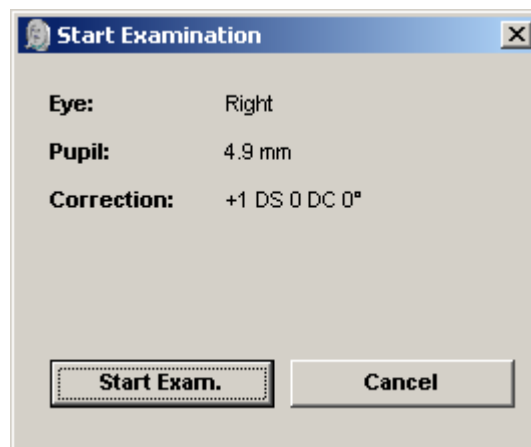 Start Examination
Eye: Right
Pupil: 4.9 mm
Correction: +1 DS 0 DC 0°
Start Exam. Cancel